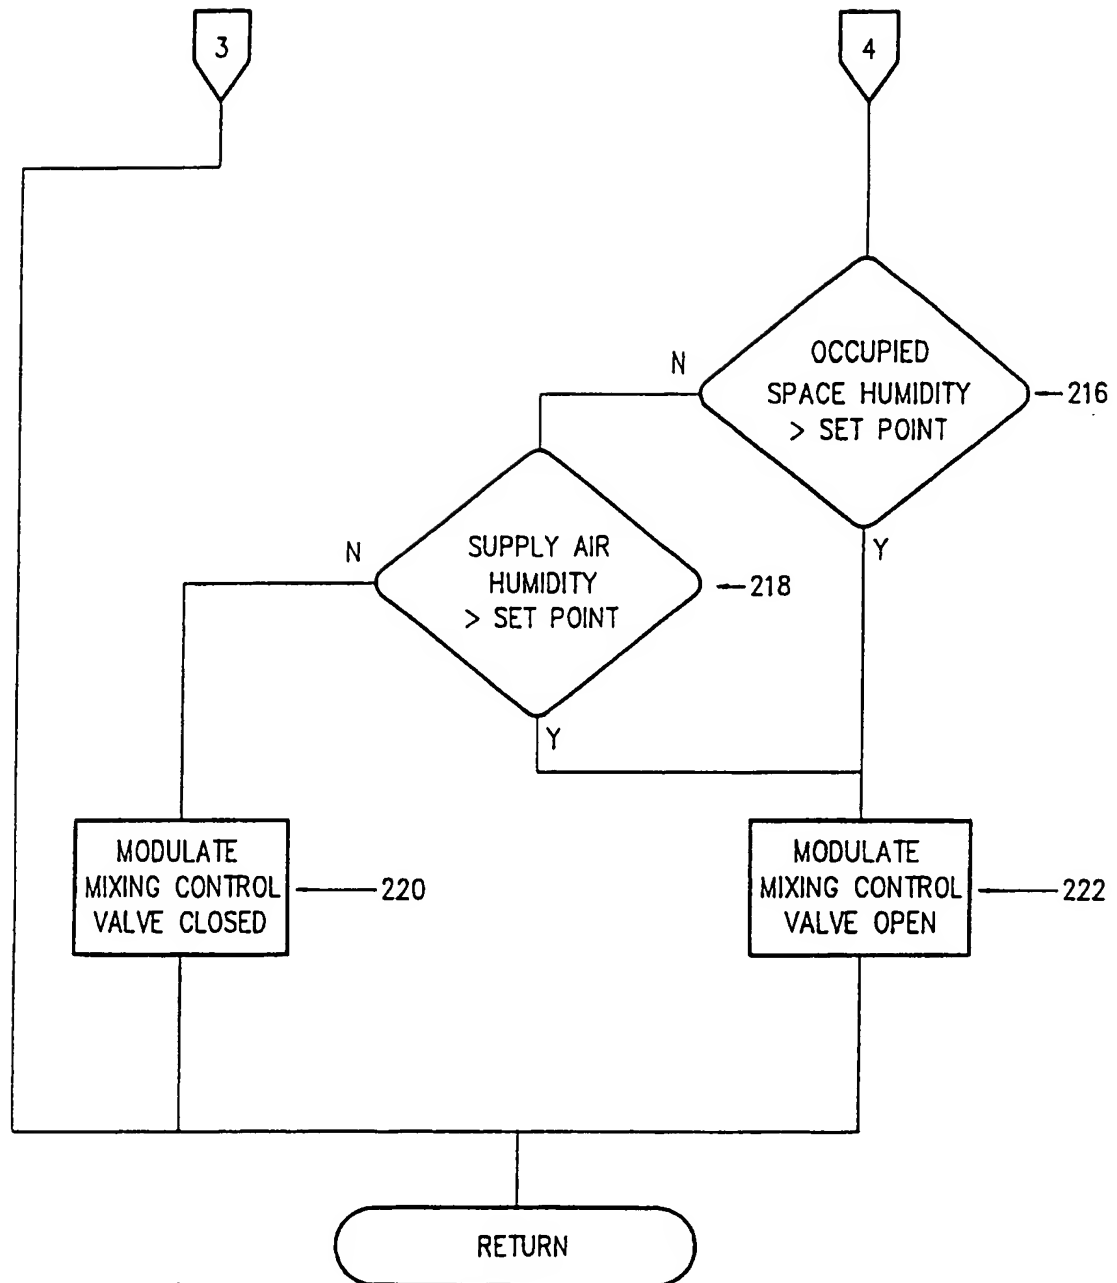 3
4
OCCUPIED
SPACE HUMIDITY
> SET POINT
N
216
Y
SUPPLY AIR
HUMIDITY
> SET POINT
N
218
Y
MODULATE
MIXING CONTROL
VALVE CLOSED
220
MODULATE
MIXING CONTROL
VALVE OPEN
222
RETURN